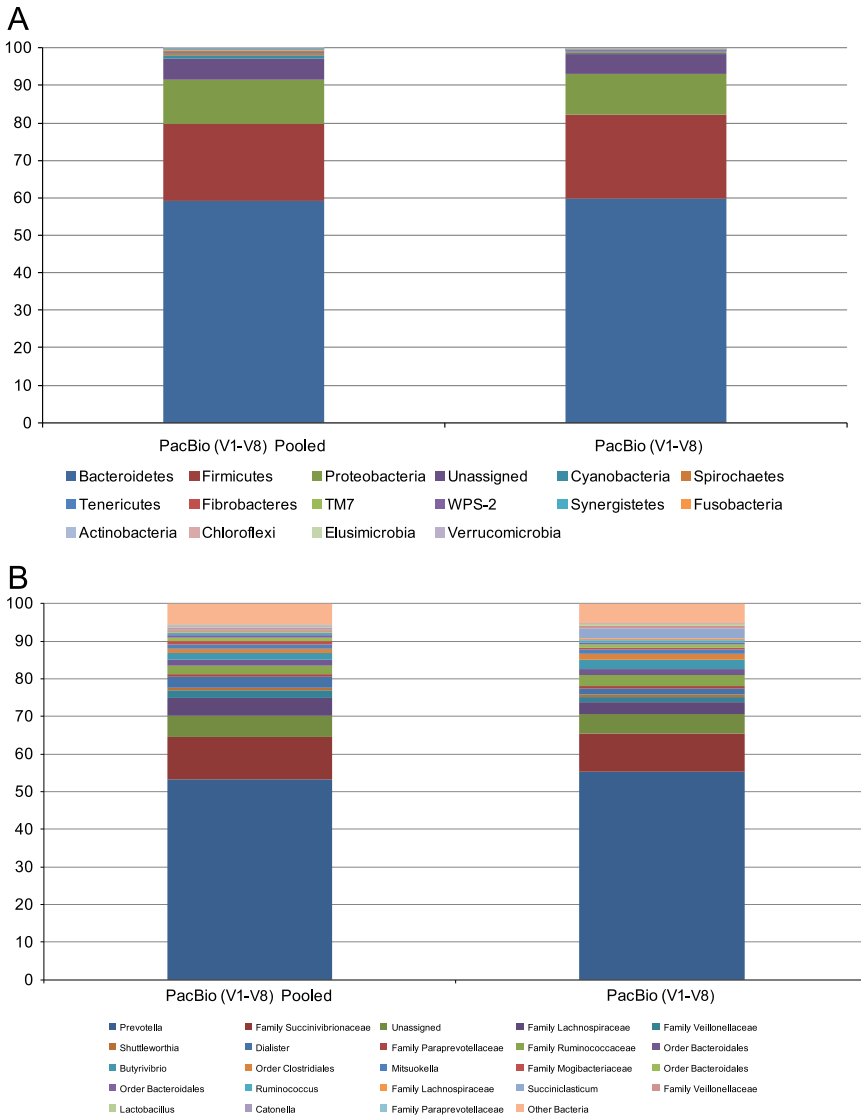 A
100
90
80
70
60
50
40
30
20
10
0
PacBio (V1-V8) Pooled PacBio (V1-V8)
Bacteroidetes Firmicutes Proteobacteria Unassigned Cyanobacteria Spirochaetes
Tenericutes Fibrobacteres TM7 WPS-2 Synergistetes Fusobacteria
Actinobacteria Chloroflexi Elusimicrobia Verrucomicrobia
B
100
90
80
70
60
50
40
30
20
10
0
PacBio (V1-V8) Pooled PacBio (V1-V8)
Prevotella Family Succinivibrionaceae Unassigned Family Lachnospiraceae Family Veillonellaceae
Shuttleworthia Dialister Family Paraprevotellaceae Family Ruminococcaceae Order Bacteroidales
Butyrivibrio Order Clostridiales Mitsuokella Family Mogibacteriaceae Order Bacteroidales
Order Bacteroidales Ruminococcus Family Lachnospiraceae Succiniclasticum Family Veillonellaceae
Lactobacillus Catonella Family Paraprevotellaceae Other Bacteria